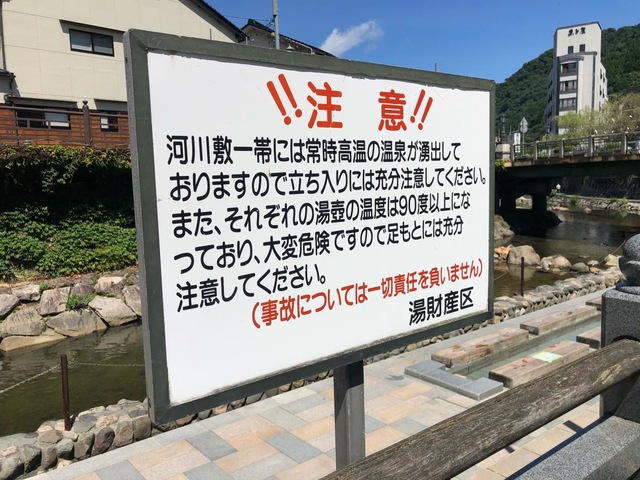 !!注意!!
河川敷一帯には常時高温の温泉が湧出して
おりますので立ち入りには充分注意してください。
また、それぞれの湯壺の温度は90度以上にな
っており、大変危険ですので足もとには充分
注意してください。
(事故については一切責任を負いません)
湯財産区